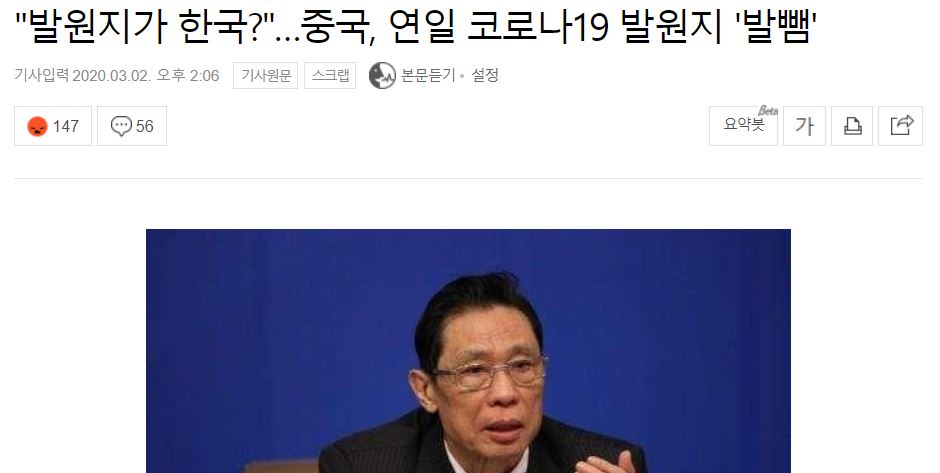 "발원지가 한국?"…중국, 연일 코로나19 발원지 '발뺌'
기사입력 2020.03.02. 오후 2:06 기사원문 스크랩 본문듣기 · 설정
147 56 요약봇 Beta 가